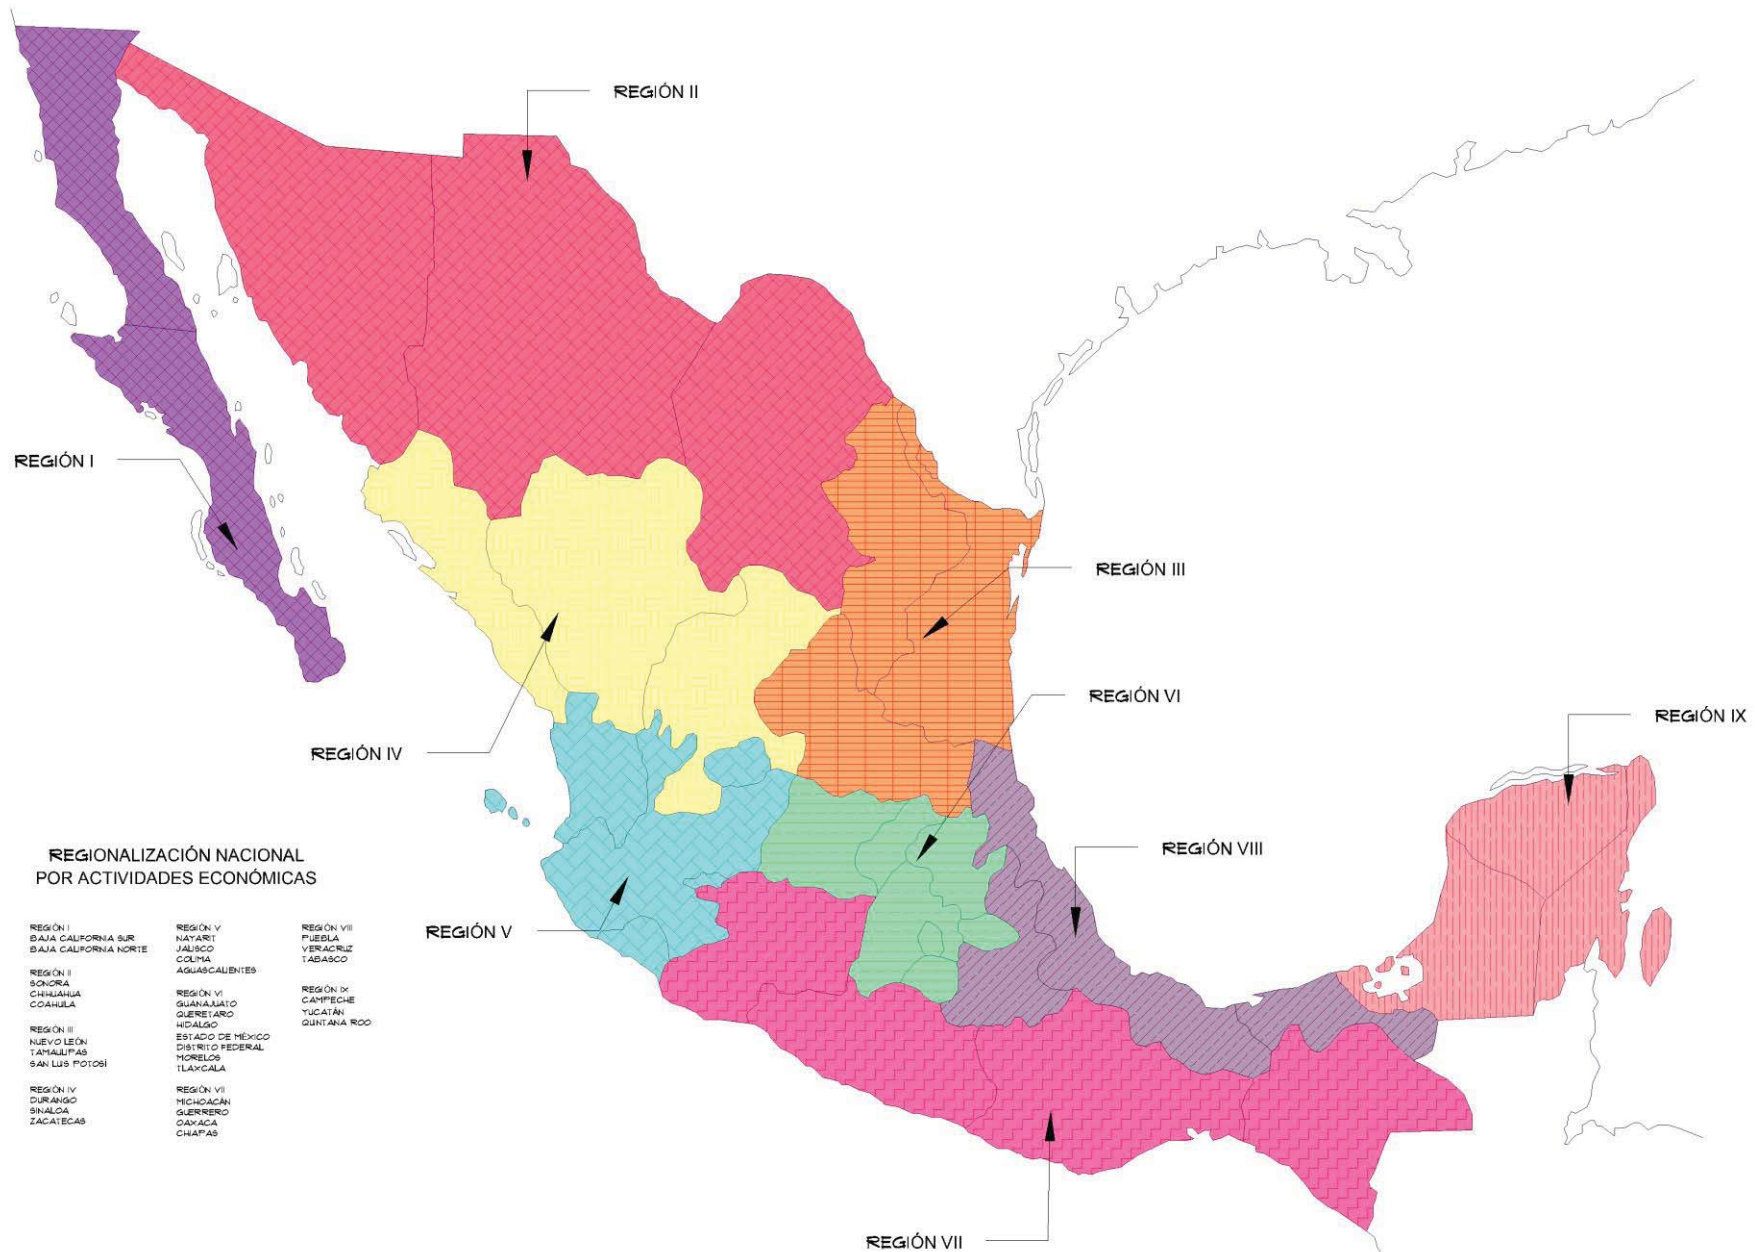 REGIÓN II
REGIÓN I
REGIÓN III
REGIÓN VI
REGIÓN IX
REGIÓN IV
REGIÓN VIII
REGIÓN V
REGIÓN VII
REGIONALIZACIÓN NACIONAL
POR ACTIVIDADES ECONÓMICAS
REGIÓN I
BAJA CALIFORNIA SUR
BAJA CALIFORNIA NORTE
REGIÓN II
SONORA
CHIHUAHUA
COAHULA
REGIÓN III
NUEVO LEÓN
TAMAULIPAS
SAN LUS POTOSÍ
REGIÓN IV
DURANGO
SINALOA
ZACATECAS
REGIÓN V
NAYARIT
JALISCO
COLIMA
AGUASCALIENTES
REGIÓN VI
GUANAJUATO
QUERETARO
HIDALGO
ESTADO DE MÉXICO
DISTRITO FEDERAL
MORELOS
TLAXCALA
REGIÓN VII
MICHOACÁN
GUERRERO
OAXACA
CHIAPAS
REGIÓN VIII
PUEBLA
VERACRUZ
TABASCO
REGIÓN IX
CAMPECHE
YUCATÁN
QUINTANA ROO